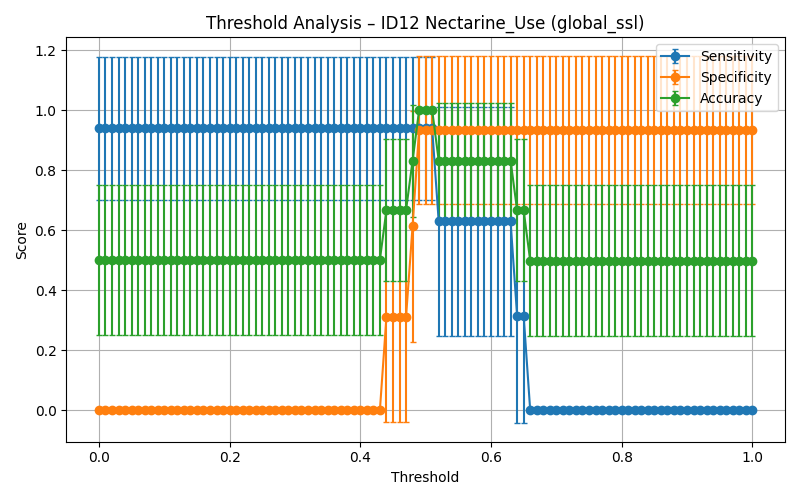 Threshold Analysis – ID12 Nectarine_Use (global_ssl)
Sensitivity
Specificity
Accuracy
Score
1.2
1.0
0.8
0.6
0.4
0.2
0.0
0.0 0.2 0.4 0.6 0.8 1.0
Threshold